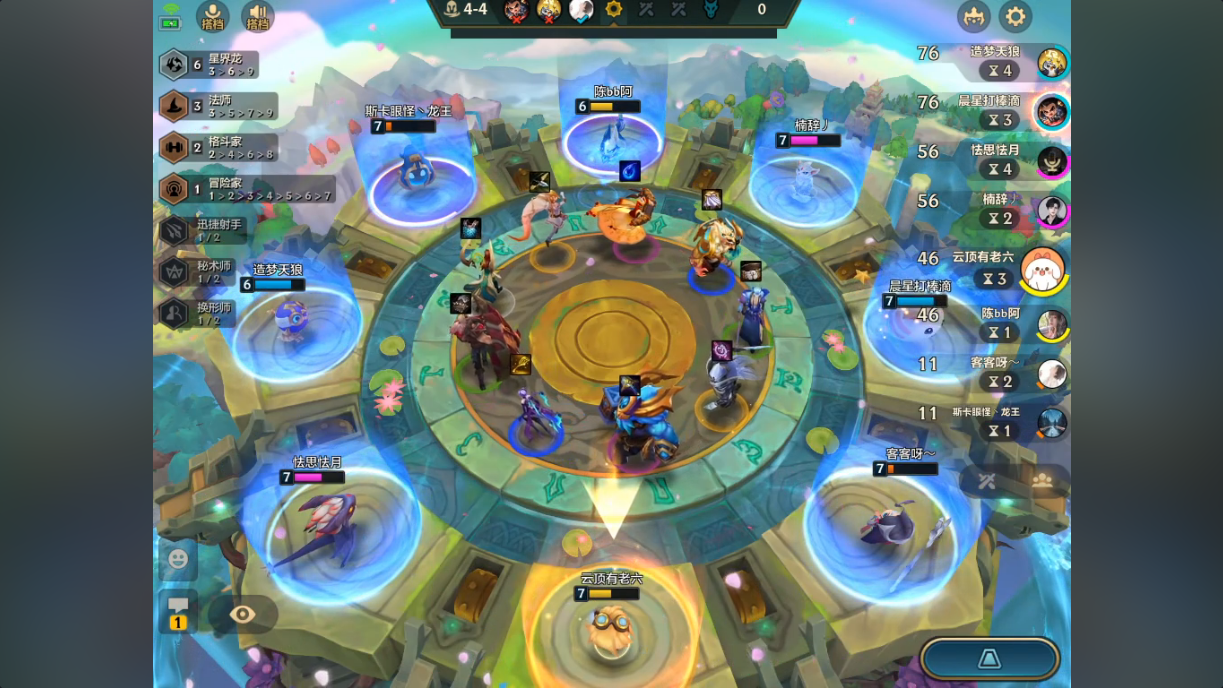 搭档
搭档
4-4
0
6
星界龙
3 > 6 > 9
3
法师
3 > 5 > 7 > 9
2
格斗家
2 > 4 > 6 > 8
1
冒险家
1 > 2 > 3 > 4 > 5 > 6 > 7
迅捷射手
1 / 2
秘术师
1 / 2
换形师
1 / 2
斯卡眼怪丶龙王
7
陈bb阿
6
楠辞丿
7
造梦天狼
6
晨星打棒滴
7
怯思怯月
7
客客呀～
7
云顶有老六
7
76
造梦天狼
4
76
晨星打棒滴
3
56
怯思怯月
4
56
楠辞丿
2
46
云顶有老六
3
46
陈bb阿
1
11
客客呀～
2
11
斯卡眼怪丶龙王
1
1